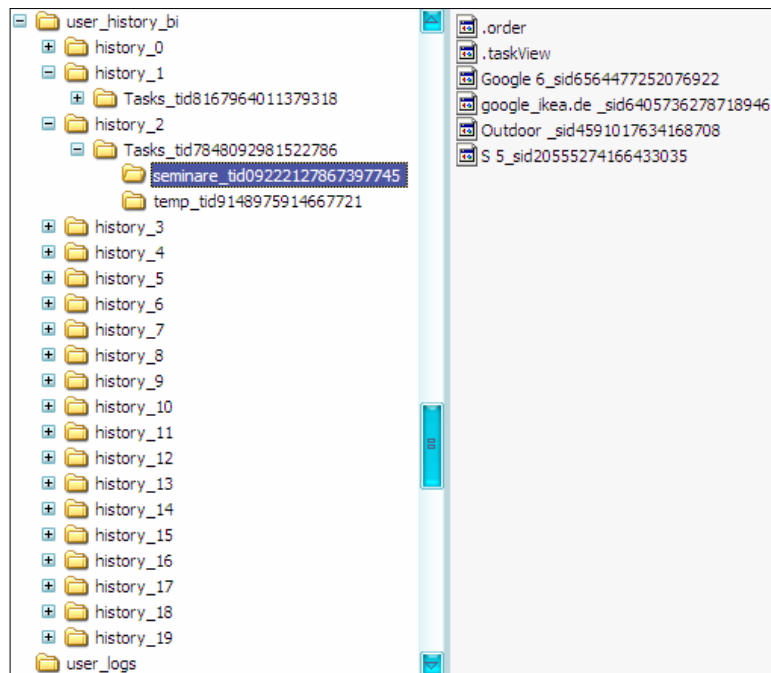 user_history_bi
history_0
history_1
Tasks_tid8167964011379318
history_2
Tasks_tid7848092981522786
seminare_tid09222127867397745
temp_tid9148975914667721
history_3
history_4
history_5
history_6
history_7
history_8
history_9
history_10
history_11
history_12
history_13
history_14
history_15
history_16
history_17
history_18
history_19
user_logs
.order
.taskView
Google 6_sid6564477252076922
google_ikea.de _sid6405736278718946
Outdoor _sid4591017634168708
S 5_sid20555274166433035